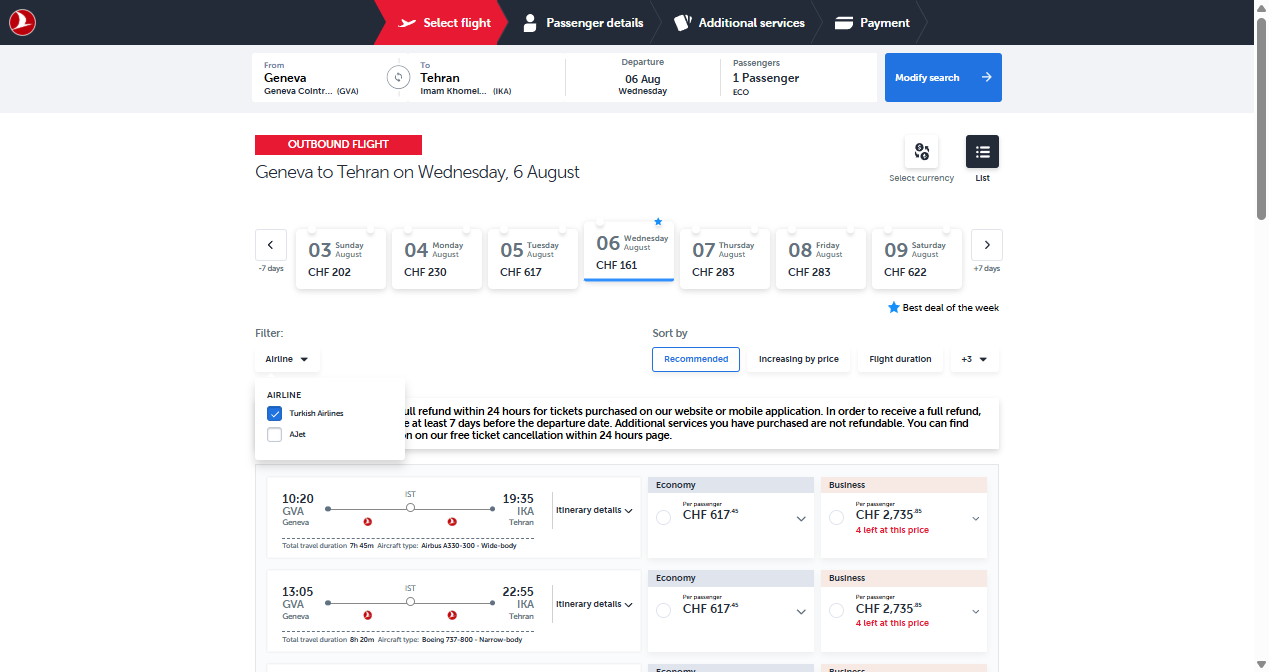 Select flight
Passenger details
Additional services
Payment
From
Geneva
Geneva Cointr... (GVA)
To
Tehran
Imam Khomei... (IKA)
Departure
06 Aug
Wednesday
Passengers
1 Passenger
ECO
Modify search
OUTBOUND FLIGHT
Geneva to Tehran on Wednesday, 6 August
Select currency
List
-7 days
03 Sunday August
CHF 202
04 Monday August
CHF 230
05 Tuesday August
CHF 617
06 Wednesday August
CHF 161
07 Thursday August
CHF 283
08 Friday August
CHF 283
09 Saturday August
CHF 622
+7 days
Best deal of the week
Filter:
Airline
Sort by
Recommended
Increasing by price
Flight duration
+3
AIRLINE
Turkish Airlines
AJet
ull refund within 24 hours for tickets purchased on our website or mobile application. In order to receive a full refund,
e at least 7 days before the departure date. Additional services you have purchased are not refundable. You can find
n on our free ticket cancellation within 24 hours page.
10:20
GVA
Geneva
IST
19:35
IKA
Tehran
Itinerary details
Total travel duration 7h 45m Aircraft type: Airbus A330-300 - Wide-body
Economy
Per passenger
CHF 617.45
Business
Per passenger
CHF 2,735.85
4 left at this price
13:05
GVA
Geneva
IST
22:55
IKA
Tehran
Itinerary details
Total travel duration 8h 20m Aircraft type: Boeing 737-800 - Narrow-body
Economy
Per passenger
CHF 617.45
Business
Per passenger
CHF 2,735.85
4 left at this price
Economy
Business